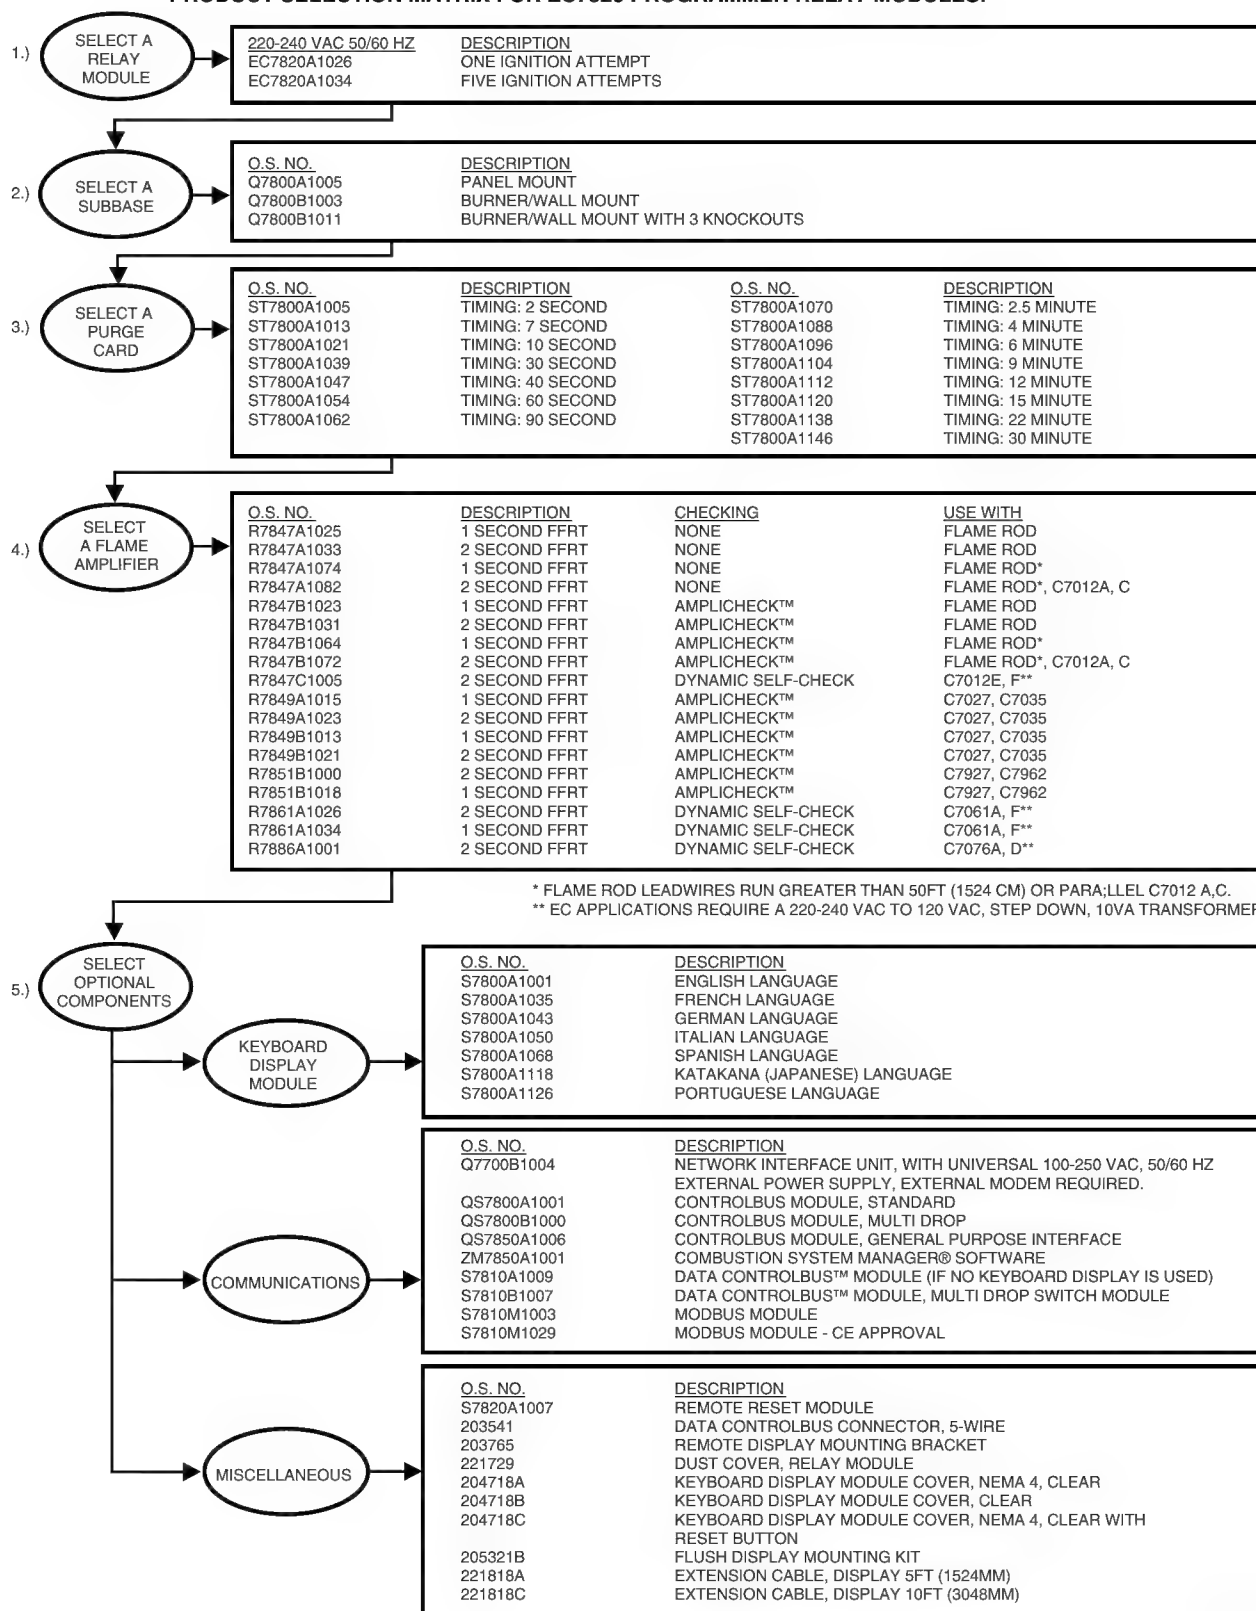 1.) SELECT A
RELAY
MODULE
220-240 VAC 50/60 HZ DESCRIPTION
EC7820A1026 ONE IGNITION ATTEMPT
EC7820A1034 FIVE IGNITION ATTEMPTS
2.) SELECT A
SUBBASE
O.S. NO. DESCRIPTION
Q7800A1005 PANEL MOUNT
Q7800B1003 BURNER/WALL MOUNT
Q7800B1011 BURNER/WALL MOUNT WITH 3 KNOCKOUTS
3.) SELECT A
PURGE
CARD
O.S. NO. DESCRIPTION O.S. NO. DESCRIPTION
ST7800A1005 TIMING: 2 SECOND ST7800A1070 TIMING: 2.5 MINUTE
ST7800A1013 TIMING: 7 SECOND ST7800A1088 TIMING: 4 MINUTE
ST7800A1021 TIMING: 10 SECOND ST7800A1096 TIMING: 6 MINUTE
ST7800A1039 TIMING: 30 SECOND ST7800A1104 TIMING: 9 MINUTE
ST7800A1047 TIMING: 40 SECOND ST7800A1112 TIMING: 12 MINUTE
ST7800A1054 TIMING: 60 SECOND ST7800A1120 TIMING: 15 MINUTE
ST7800A1062 TIMING: 90 SECOND ST7800A1138 TIMING: 22 MINUTE
ST7800A1146 TIMING: 30 MINUTE
4.) SELECT
A FLAME
AMPLIFIER
O.S. NO. DESCRIPTION CHECKING USE WITH
R7847A1025 1 SECOND FFRT NONE FLAME ROD
R7847A1033 2 SECOND FFRT NONE FLAME ROD
R7847A1074 1 SECOND FFRT NONE FLAME ROD*
R7847A1082 2 SECOND FFRT NONE FLAME ROD*, C7012A, C
R7847B1023 1 SECOND FFRT AMPLICHECK™ FLAME ROD
R7847B1031 2 SECOND FFRT AMPLICHECK™ FLAME ROD
R7847B1064 1 SECOND FFRT AMPLICHECK™ FLAME ROD*
R7847B1072 2 SECOND FFRT AMPLICHECK™ FLAME ROD*, C7012A, C
R7847C1005 2 SECOND FFRT DYNAMIC SELF-CHECK C7012E, F**
R7849A1015 1 SECOND FFRT AMPLICHECK™ C7027, C7035
R7849A1023 2 SECOND FFRT AMPLICHECK™ C7027, C7035
R7849B1013 1 SECOND FFRT AMPLICHECK™ C7027, C7035
R7849B1021 2 SECOND FFRT AMPLICHECK™ C7027, C7035
R7851B1000 2 SECOND FFRT AMPLICHECK™ C7927, C7962
R7851B1018 1 SECOND FFRT AMPLICHECK™ C7927, C7962
R7861A1026 2 SECOND FFRT DYNAMIC SELF-CHECK C7061A, F**
R7861A1034 1 SECOND FFRT DYNAMIC SELF-CHECK C7061A, F**
R7886A1001 2 SECOND FFRT DYNAMIC SELF-CHECK C7076A, D**
* FLAME ROD LEADWIRES RUN GREATER THAN 50FT (1524 CM) OR PARA;LLEL C7012 A,C.
** EC APPLICATIONS REQUIRE A 220-240 VAC TO 120 VAC, STEP DOWN, 10VA TRANSFORMER
5.) SELECT
OPTIONAL
COMPONENTS
KEYBOARD
DISPLAY
MODULE
O.S. NO. DESCRIPTION
S7800A1001 ENGLISH LANGUAGE
S7800A1035 FRENCH LANGUAGE
S7800A1043 GERMAN LANGUAGE
S7800A1050 ITALIAN LANGUAGE
S7800A1068 SPANISH LANGUAGE
S7800A1118 KATAKANA (JAPANESE) LANGUAGE
S7800A1126 PORTUGUESE LANGUAGE
COMMUNICATIONS
O.S. NO. DESCRIPTION
Q7700B1004 NETWORK INTERFACE UNIT, WITH UNIVERSAL 100-250 VAC, 50/60 HZ
EXTERNAL POWER SUPPLY, EXTERNAL MODEM REQUIRED.
QS7800A1001 CONTROLBUS MODULE, STANDARD
QS7800B1000 CONTROLBUS MODULE, MULTI DROP
QS7850A1006 CONTROLBUS MODULE, GENERAL PURPOSE INTERFACE
ZM7850A1001 COMBUSTION SYSTEM MANAGER® SOFTWARE
S7810A1009 DATA CONTROLBUS™ MODULE (IF NO KEYBOARD DISPLAY IS USED)
S7810B1007 DATA CONTROLBUS™ MODULE, MULTI DROP SWITCH MODULE
S7810M1003 MODBUS MODULE
S7810M1029 MODBUS MODULE - CE APPROVAL
MISCELLANEOUS
O.S. NO. DESCRIPTION
S7820A1007 REMOTE RESET MODULE
203541 DATA CONTROLBUS CONNECTOR, 5-WIRE
203765 REMOTE DISPLAY MOUNTING BRACKET
221729 DUST COVER, RELAY MODULE
204718A KEYBOARD DISPLAY MODULE COVER, NEMA 4, CLEAR
204718B KEYBOARD DISPLAY MODULE COVER, CLEAR
204718C KEYBOARD DISPLAY MODULE COVER, NEMA 4, CLEAR WITH
RESET BUTTON
205321B FLUSH DISPLAY MOUNTING KIT
221818A EXTENSION CABLE, DISPLAY 5FT (1524MM)
221818C EXTENSION CABLE, DISPLAY 10FT (3048MM)